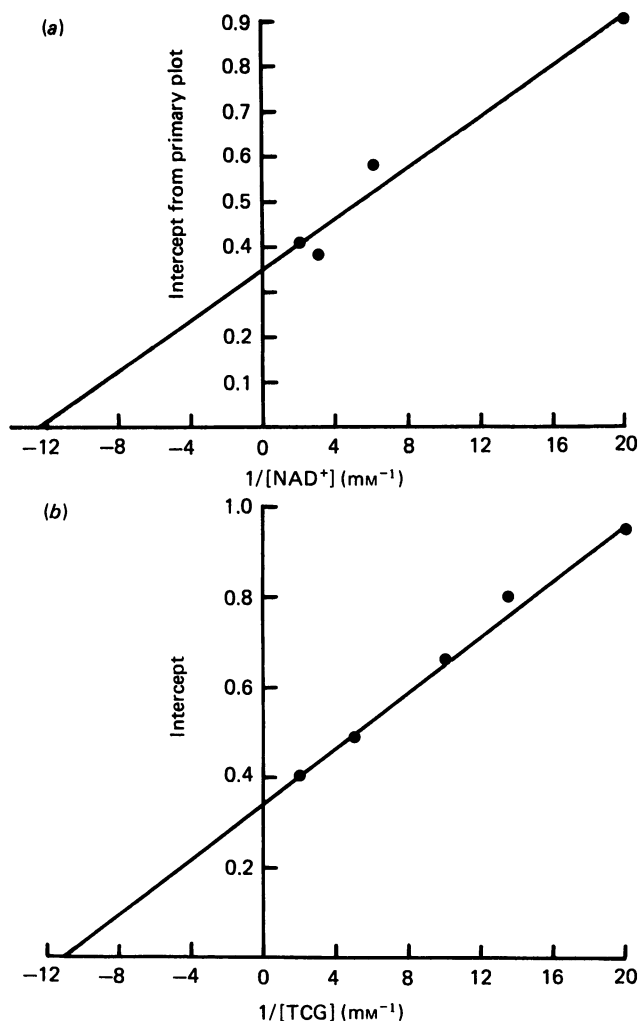 (a)
Intercept from primary plot
0.9
0.8
0.7
0.6
0.5
0.4
0.2
0.1
−12 −8 −4 0 4 8 12 16 20
1/[NAD⁺] (mM⁻¹)
(b)
Intercept
1.0
0.8
0.6
0.4
0.2
−12 −8 −4 0 4 8 12 16 20
1/[TCG] (mM⁻¹)